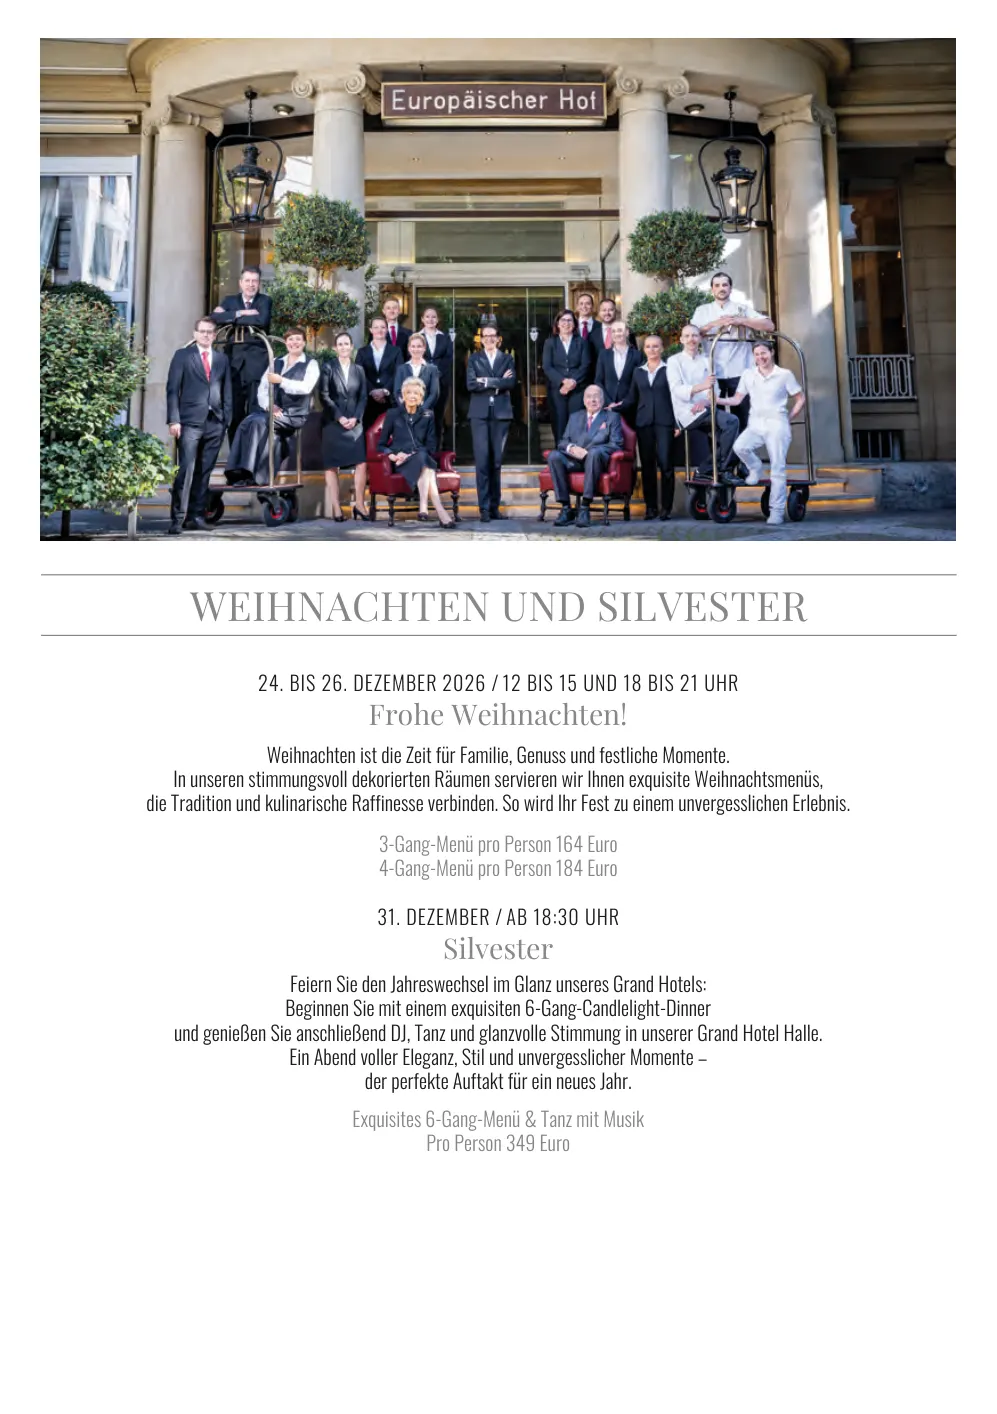 Europäischer Hof
WEIHNACHTEN UND SILVESTER
24. BIS 26. DEZEMBER 2026 / 12 BIS 15 UND 18 BIS 21 UHR
Frohe Weihnachten!
Weihnachten ist die Zeit für Familie, Genuss und festliche Momente.
In unseren stimmungsvoll dekorierten Räumen servieren wir Ihnen exquisite Weihnachtsmenüs,
die Tradition und kulinarische Raffinesse verbinden. So wird Ihr Fest zu einem unvergesslichen Erlebnis.
3-Gang-Menü pro Person 164 Euro
4-Gang-Menü pro Person 184 Euro
31. DEZEMBER / AB 18:30 UHR
Silvester
Feiern Sie den Jahreswechsel im Glanz unseres Grand Hotels:
Beginnen Sie mit einem exquisiten 6-Gang-Candlelight-Dinner
und genießen Sie anschließend DJ, Tanz und glanzvolle Stimmung in unserer Grand Hotel Halle.
Ein Abend voller Eleganz, Stil und unvergesslicher Momente –
der perfekte Auftakt für ein neues Jahr.
Exquisites 6-Gang-Menü & Tanz mit Musik
Pro Person 349 Euro